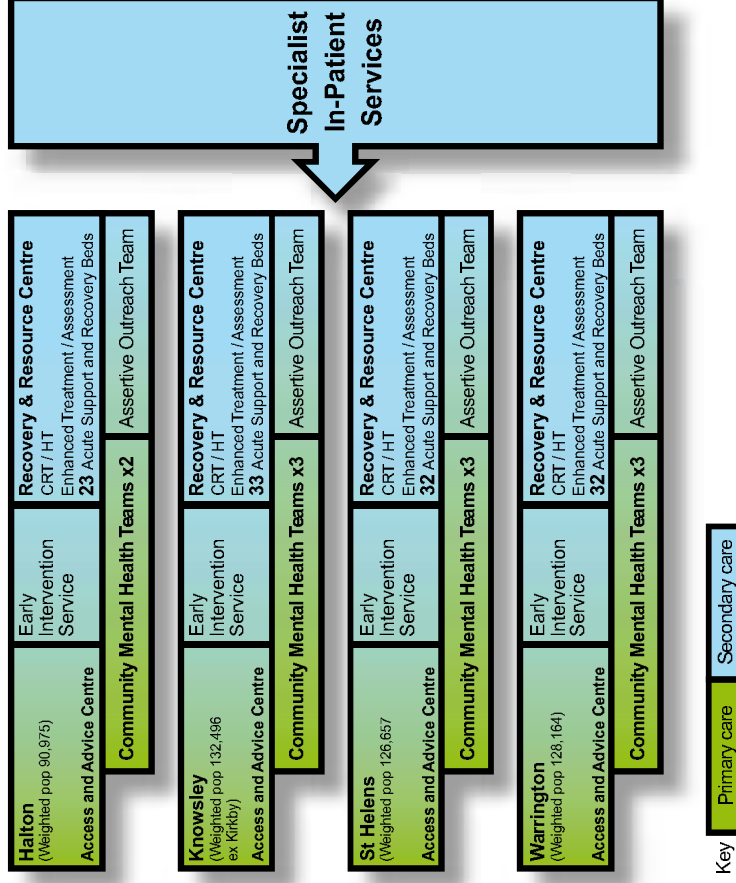 Specialist
In-Patient
Services
Halton
(Weighted pop 90,975)
Access and Advice Centre
Early
Intervention
Service
Recovery & Resource Centre
CRT / HT
Enhanced Treatment / Assessment
23 Acute Support and Recovery Beds
Community Mental Health Teams x2
Assertive Outreach Team
Knowsley
(Weighted pop 132,496
ex Kirkby)
Access and Advice Centre
Early
Intervention
Service
Recovery & Resource Centre
CRT / HT
Enhanced Treatment / Assessment
33 Acute Support and Recovery Beds
Community Mental Health Teams x3
Assertive Outreach Team
St Helens
(Weighted pop 126,657
Access and Advice Centre
Early
Intervention
Service
Recovery & Resource Centre
CRT / HT
Enhanced Treatment / Assessment
32 Acute Support and Recovery Beds
Community Mental Health Teams x3
Assertive Outreach Team
Warrington
(Weighted pop 128,164)
Access and Advice Centre
Early
Intervention
Service
Recovery & Resource Centre
CRT / HT
Enhanced Treatment / Assessment
32 Acute Support and Recovery Beds
Community Mental Health Teams x3
Assertive Outreach Team
Key
Primary care
Secondary care